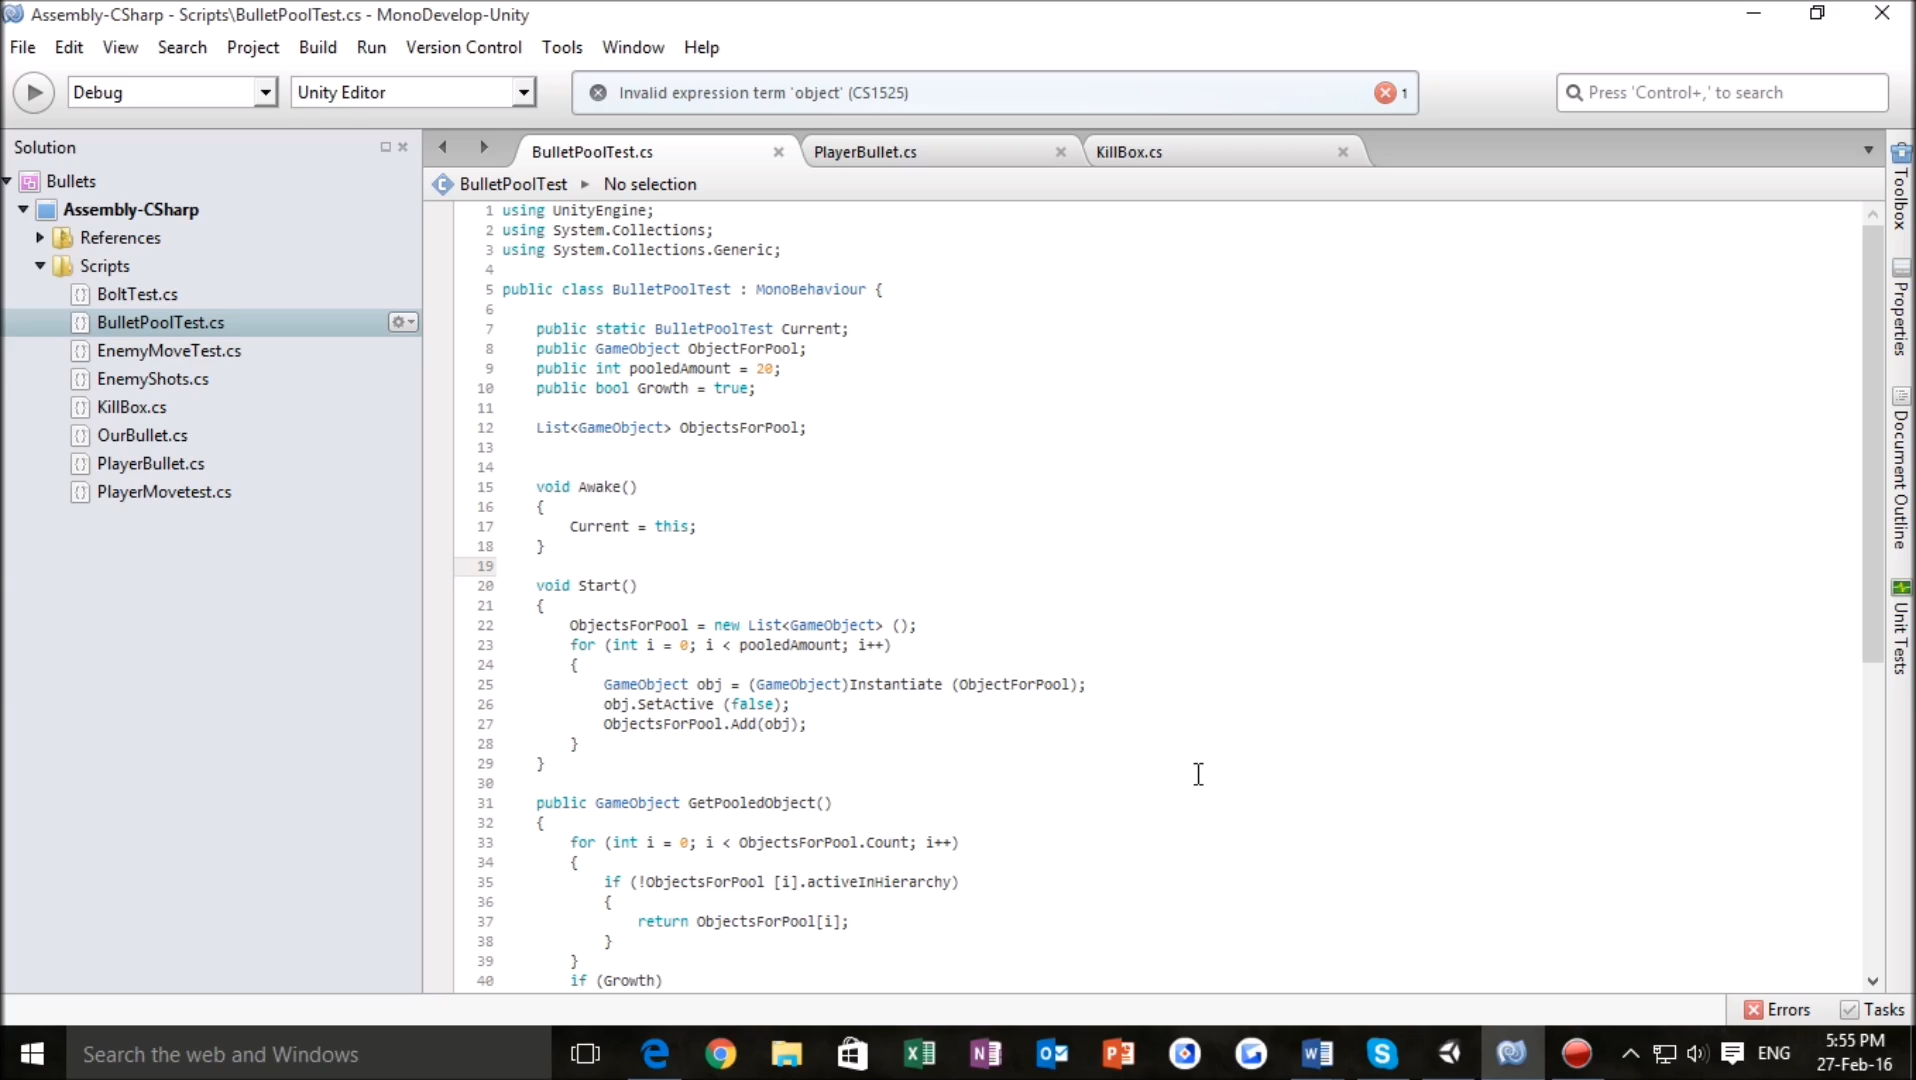 Assembly-CSharp - Scripts\BulletPoolTest.cs - MonoDevelop-Unity
File Edit View Search Project Build Run Version Control Tools Window Help
Debug
Unity Editor
Invalid expression term 'object' (CS1525)
1
Press 'Control+,' to search
Solution
Bullets
Assembly-CSharp
References
Scripts
BoltTest.cs
BulletPoolTest.cs
EnemyMoveTest.cs
EnemyShots.cs
KillBox.cs
OurBullet.cs
PlayerBullet.cs
PlayerMovetest.cs
BulletPoolTest.cs
PlayerBullet.cs
KillBox.cs
BulletPoolTest
No selection
1 using UnityEngine;
2 using System.Collections;
3 using System.Collections.Generic;
4
5 public class BulletPoolTest : MonoBehaviour {
6
7 public static BulletPoolTest Current;
8 public GameObject ObjectForPool;
9 public int pooledAmount = 20;
10 public bool Growth = true;
11
12 List<GameObject> ObjectsForPool;
13
14
15 void Awake()
16 {
17 Current = this;
18 }
19
20 void Start()
21 {
22 ObjectsForPool = new List<GameObject> ();
23 for (int i = 0; i < pooledAmount; i++)
24 {
25 GameObject obj = (GameObject)Instantiate (ObjectForPool);
26 obj.SetActive (false);
27 ObjectsForPool.Add(obj);
28 }
29 }
30
31 public GameObject GetPooledObject()
32 {
33 for (int i = 0; i < ObjectsForPool.Count; i++)
34 {
35 if (!ObjectsForPool [i].activeInHierarchy)
36 {
37 return ObjectsForPool[i];
38 }
39 }
40 if (Growth)
Toolbox
Properties
Document Outline
Unit Tests
Errors
Tasks
Search the web and Windows
ENG
5:55 PM
27-Feb-16